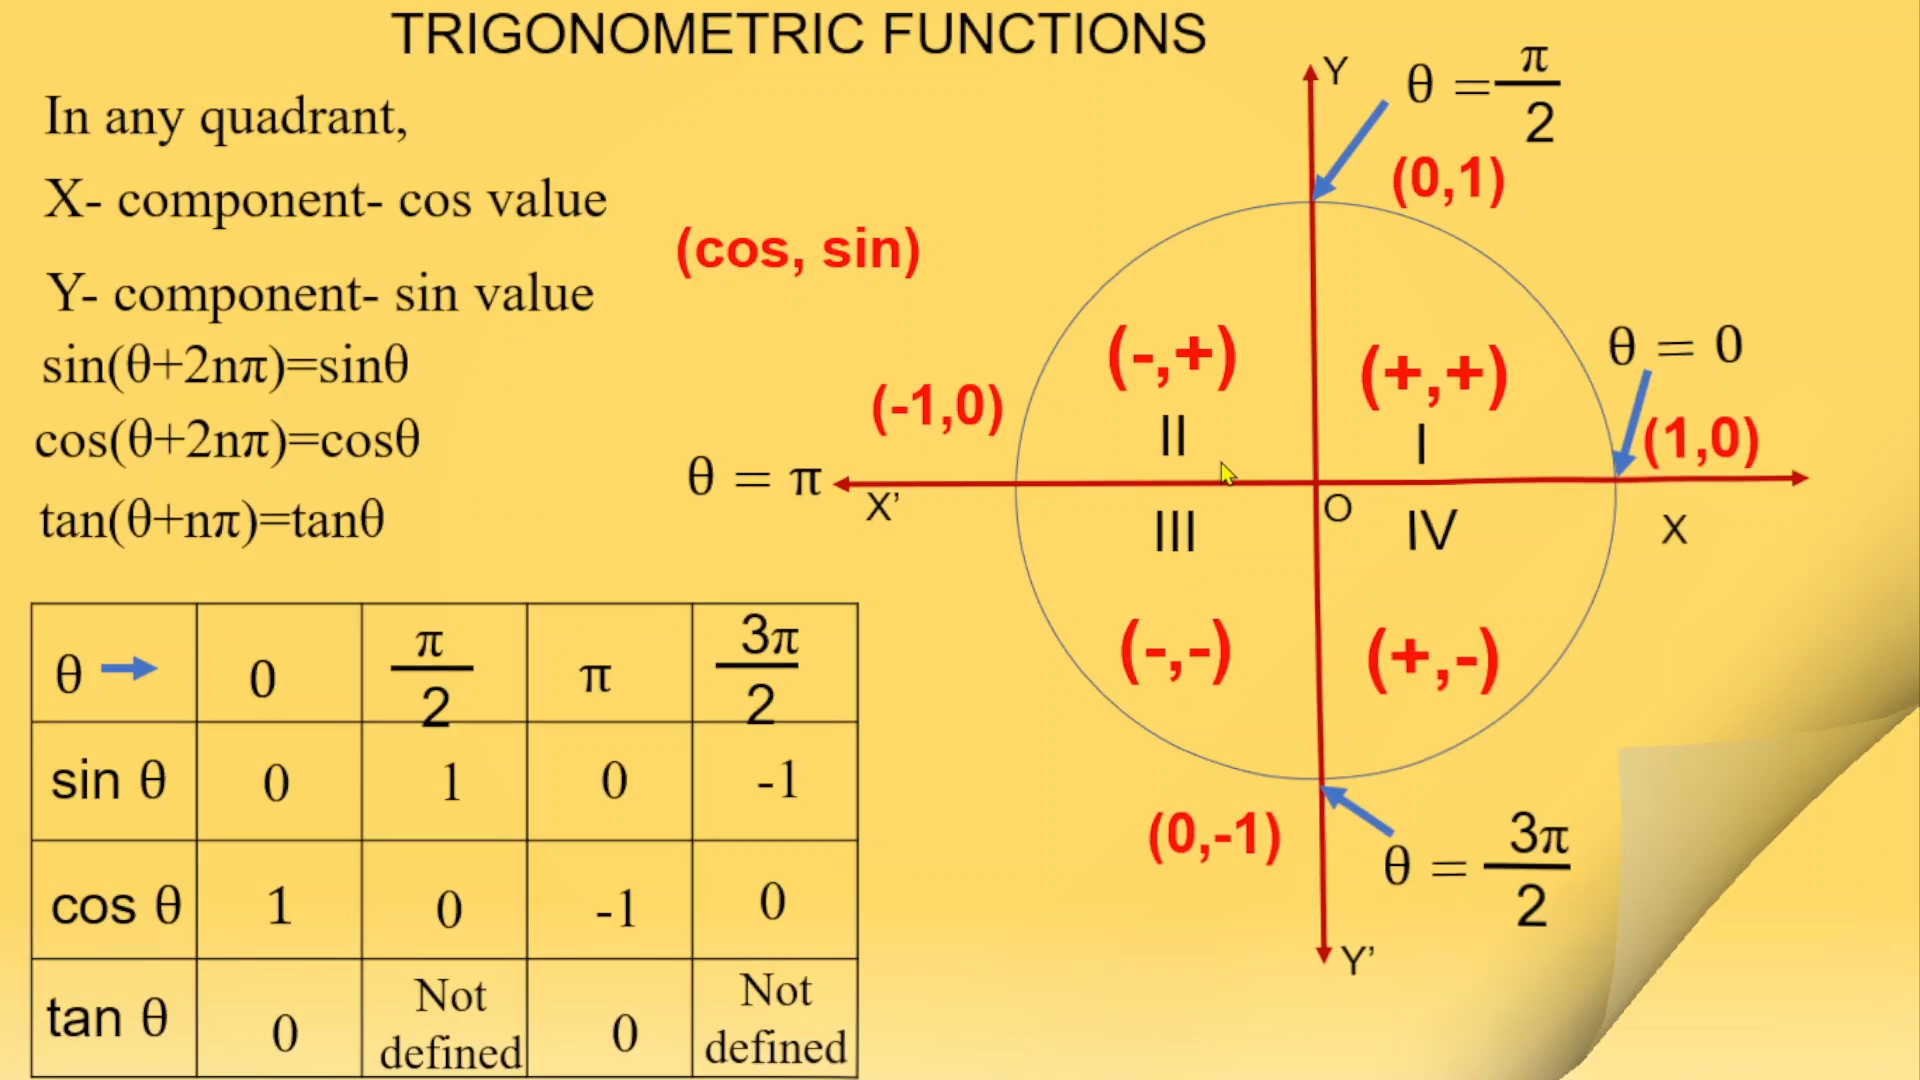 TRIGONOMETRIC FUNCTIONS
In any quadrant,
X- component- cos value
Y- component- sin value
(cos, sin)
sin(θ+2nπ)=sinθ
cos(θ+2nπ)=cosθ
tan(θ+nπ)=tanθ
Y
θ = π/2
(0,1)
(-,+)
(+,+)
θ = 0
(-1,0)
II
I
(1,0)
θ = π
X’
O
X
III
IV
(-,-)
(+,-)
(0,-1)
θ = 3π/2
Y’
θ 0 π/2 π 3π/2
sin θ 0 1 0 -1
cos θ 1 0 -1 0
tan θ 0 Not defined 0 Not defined